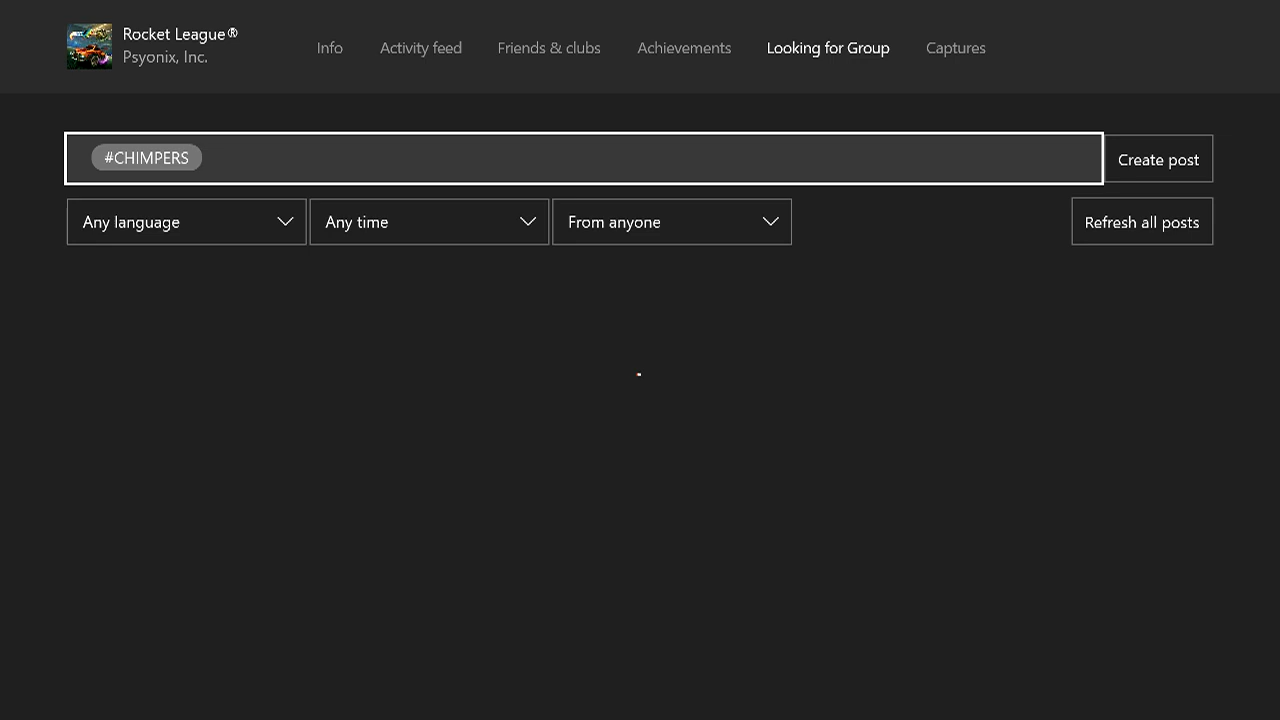 Rocket League®
Psyonix, Inc.
Info
Activity feed
Friends & clubs
Achievements
Looking for Group
Captures
#CHIMPERS
Create post
Any language
Any time
From anyone
Refresh all posts